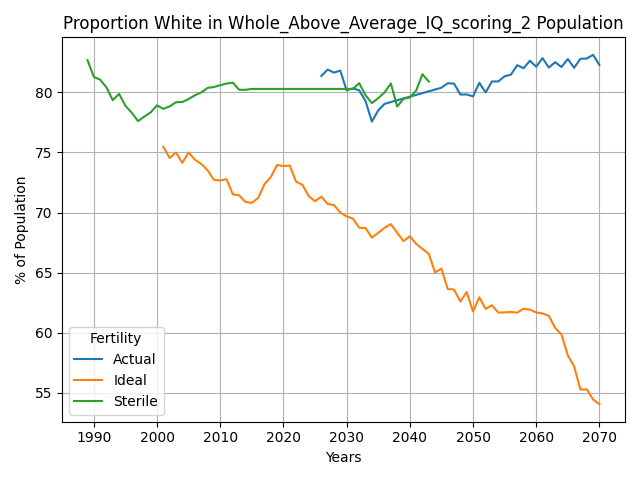 Proportion White in Whole_Above_Average_IQ_scoring_2 Population
% of Population
80
75
70
65
60
55
Fertility
Actual
Ideal
Sterile
1990 2000 2010 2020 2030 2040 2050 2060 2070
Years